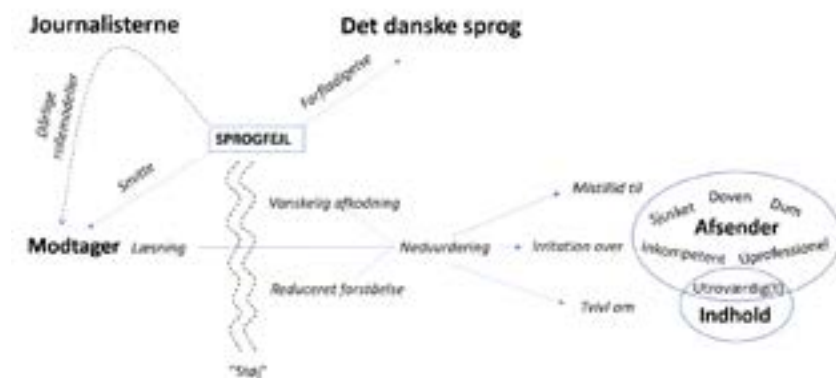 Journalisterne
Det danske sprog
Dårlige
rollemodeller
Forfladigelse
SPROGFEJL
Smitte
Vanskelig afkodning
Mistillid til
Sjusket Doven Dum
Afsender
Modtager Læsning
Nedvurdering
Irritation over
Inkompetent Uprofessionel
Reduceret forståelse
Utroværdig(t)
Tvivl om
Indhold
"Støj"